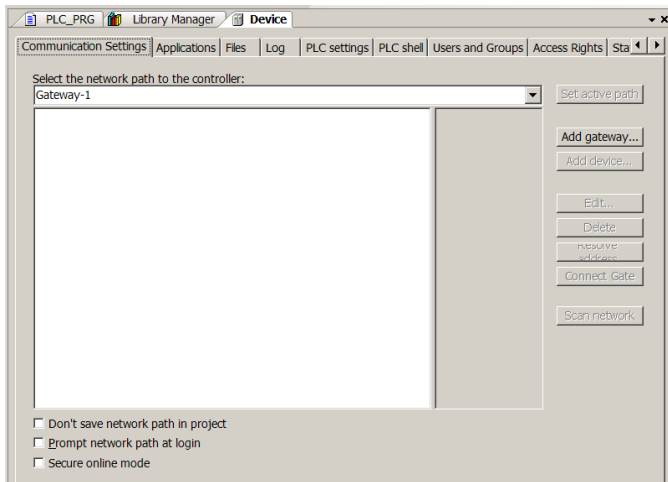 PLC_PRG Library Manager Device
Communication Settings Applications Files Log PLC settings PLC shell Users and Groups Access Rights Sta
Select the network path to the controller:
Gateway-1
Set active path
Add gateway...
Add device...
Edit...
Delete
Resolve
address
Connect Gate
Scan network
Don't save network path in project
Prompt network path at login
Secure online mode